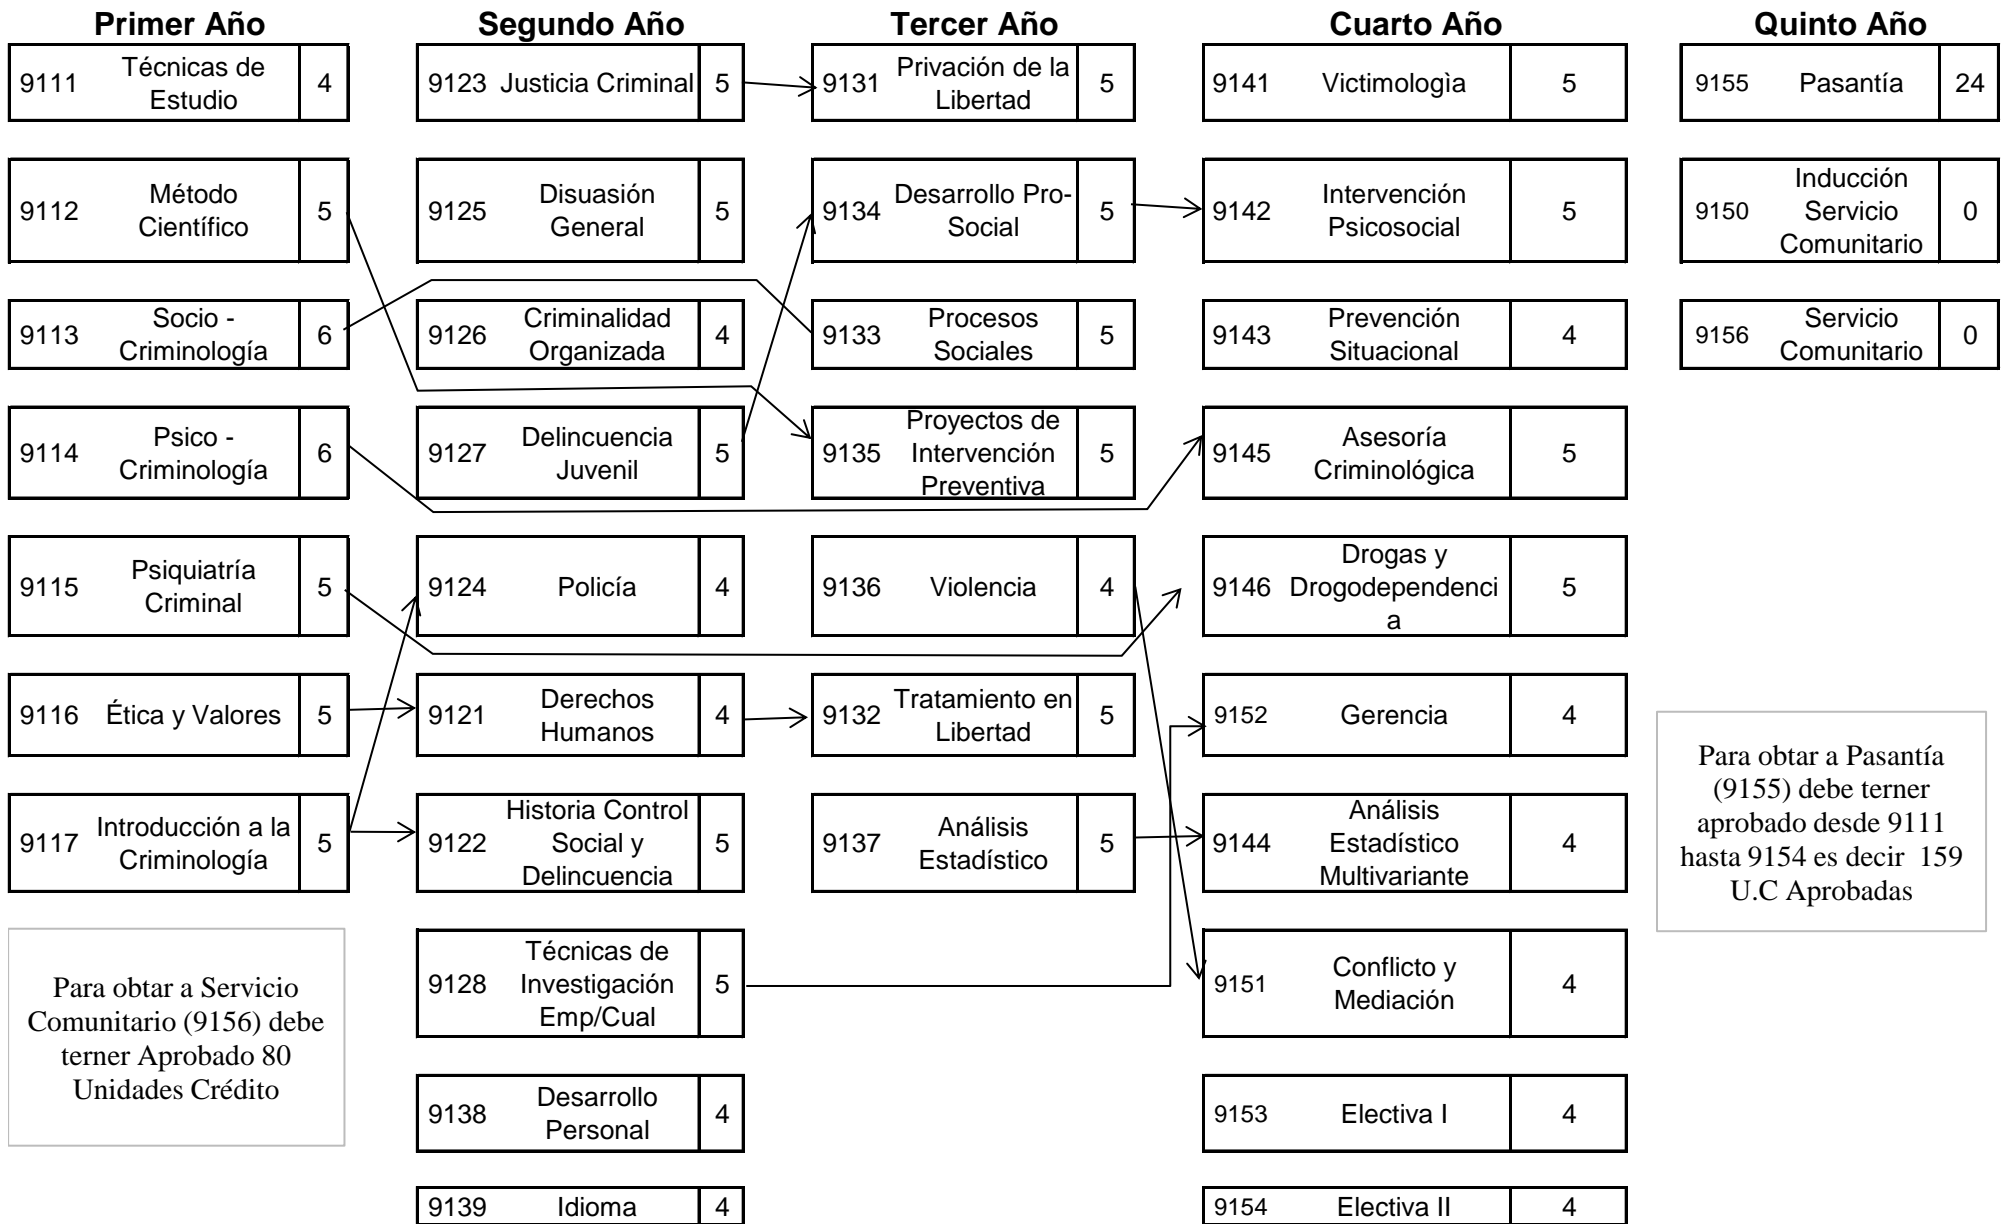 Primer Año
9111 Técnicas de
Estudio 4
9112 Método
Científico 5
9113 Socio -
Criminología 6
9114 Psico -
Criminología 6
9115 Psiquiatría
Criminal 5
9116 Ética y Valores 5
9117 Introducción a la
Criminología 5
Para obtar a Servicio
Comunitario (9156) debe
terner Aprobado 80
Unidades Crédito
Segundo Año
9123 Justicia Criminal 5
9125 Disuasión
General 5
9126 Criminalidad
Organizada 4
9127 Delincuencia
Juvenil 5
9124 Policía 4
9121 Derechos
Humanos 4
9122 Historia Control
Social y
Delincuencia 5
9128 Técnicas de
Investigación
Emp/Cual 5
9138 Desarrollo
Personal 4
9139 Idioma 4
Tercer Año
9131 Privación de la
Libertad 5
9134 Desarrollo Pro-
Social 5
9133 Procesos
Sociales 5
9135 Proyectos de
Intervención
Preventiva 5
9136 Violencia 4
9132 Tratamiento en
Libertad 5
9137 Análisis
Estadístico 5
Cuarto Año
9141 Victimologìa 5
9142 Intervención
Psicosocial 5
9143 Prevención
Situacional 4
9145 Asesoría
Criminológica 5
9146 Drogas y
Drogodependenci
a 5
9152 Gerencia 4
9144 Análisis
Estadístico
Multivariante 4
9151 Conflicto y
Mediación 4
9153 Electiva I 4
9154 Electiva II 4
Quinto Año
9155 Pasantía 24
9150 Inducción
Servicio
Comunitario 0
9156 Servicio
Comunitario 0
Para obtar a Pasantía
(9155) debe terner
aprobado desde 9111
hasta 9154 es decir 159
U.C Aprobadas